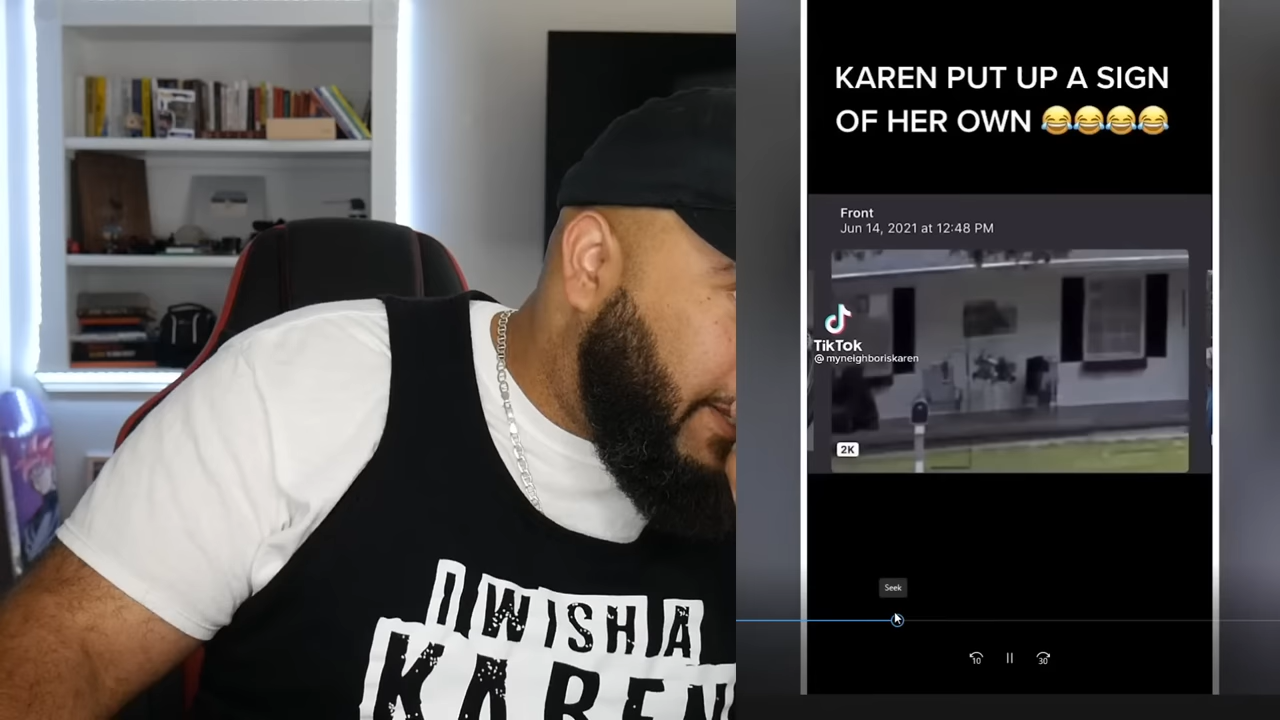 KAREN PUT UP A SIGN
OF HER OWN 😂😂😂😂
Front
Jun 14, 2021 at 12:48 PM
TikTok
@myneighboriskaren
2K
Seek
10
30
I WISH A
KAREN